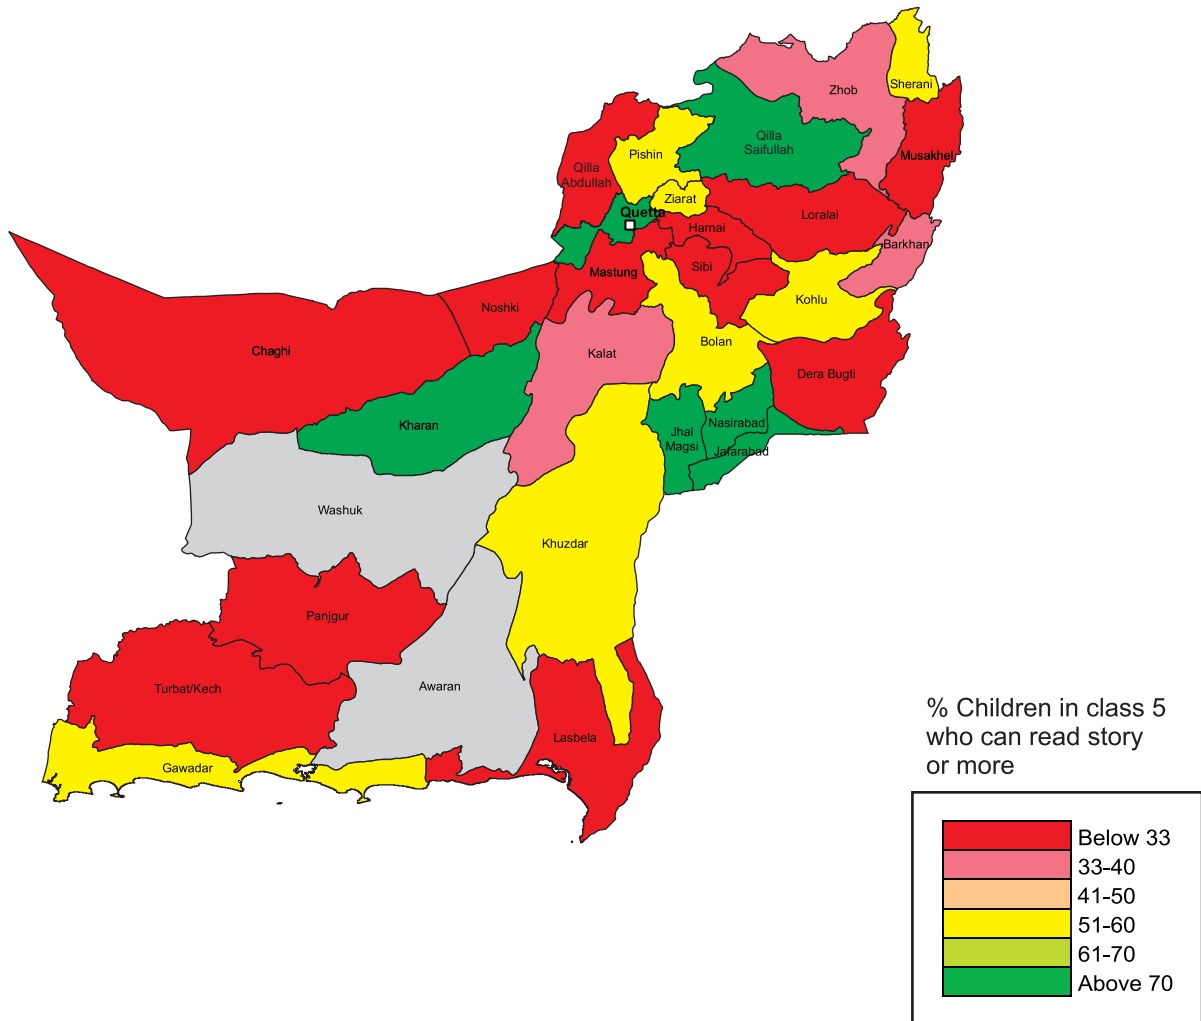 Sherani
Zhob
Qilla
Saifullah
Pishin
Musakhel
Qilla
Abdullah
Ziarat
Quetta
Loralai
Harnai
Barkhan
Mastung
Sibi
Kohlu
Noshki
Bolan
Chaghi
Kalat
Dera Bugti
Kharan
Nasirabad
Jhal
Magsi
Jafarabad
Washuk
Khuzdar
Panjgur
Turbat/Kech
Awaran
Lasbela
Gawadar
% Children in class 5
who can read story
or more
Below 33
33-40
41-50
51-60
61-70
Above 70